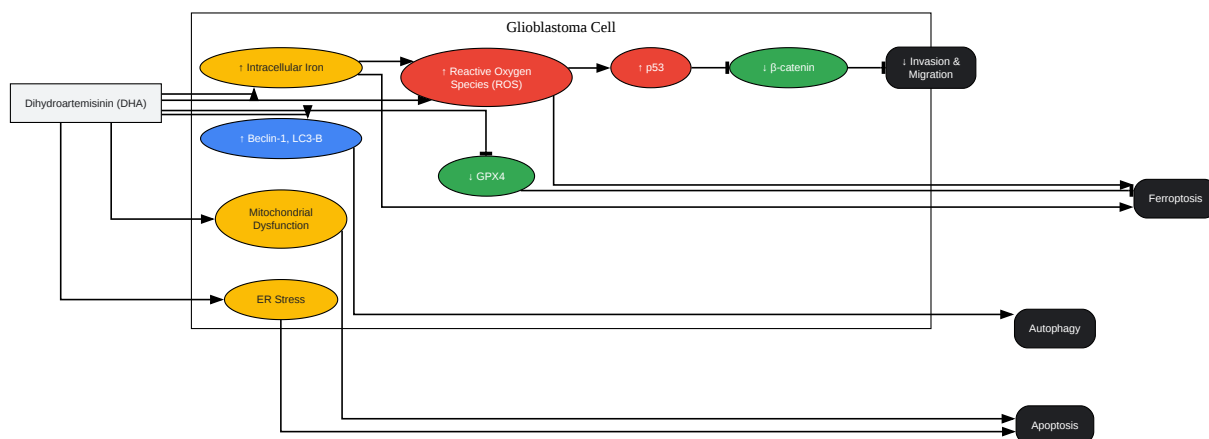 Glioblastoma Cell
↑ Intracellular Iron
↑ Reactive Oxygen
Species (ROS)
↑ p53
↓ β-catenin
↓ Invasion &
Migration
Dihydroartemisinin (DHA)
↑ Beclin-1, LC3-B
↓ GPX4
Ferroptosis
Mitochondrial
Dysfunction
ER Stress
Autophagy
Apoptosis